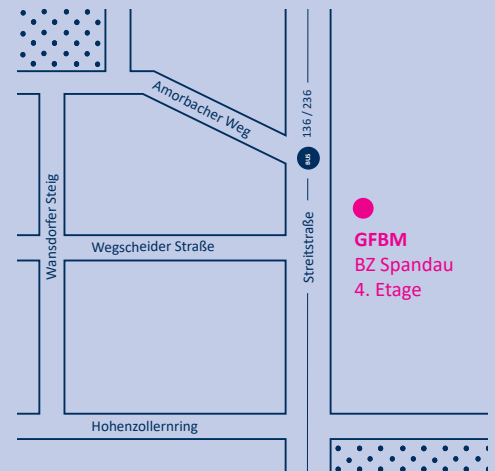 Amorbacher Weg
136 / 236
BUS
Wansdorfer Steig
Streitstraße
GFBM
BZ Spandau
4. Etage
Wegscheider Straße
Hohenzollernring